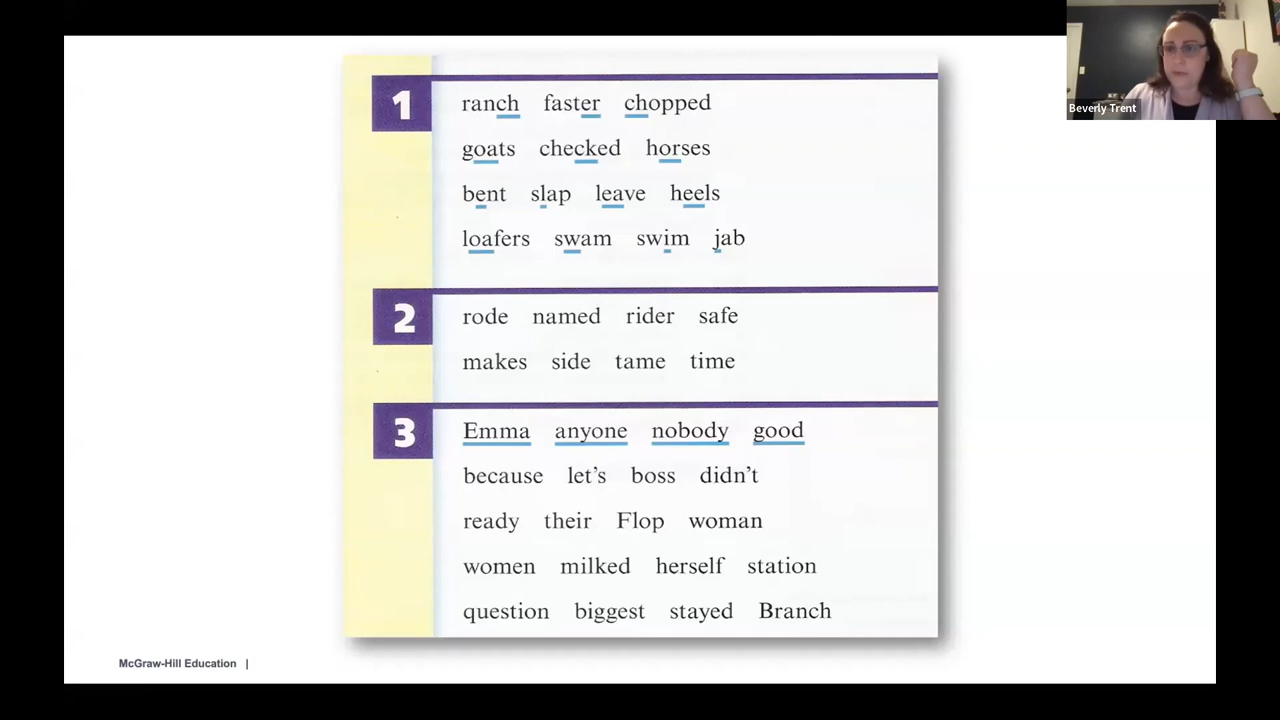 Beverly Trent
1
ranch faster chopped
goats checked horses
bent slap leave heels
loafers swam swim jab
2
rode named rider safe
makes side tame time
3
Emma anyone nobody good
because let's boss didn't
ready their Flop woman
women milked herself station
question biggest stayed Branch
McGraw-Hill Education |